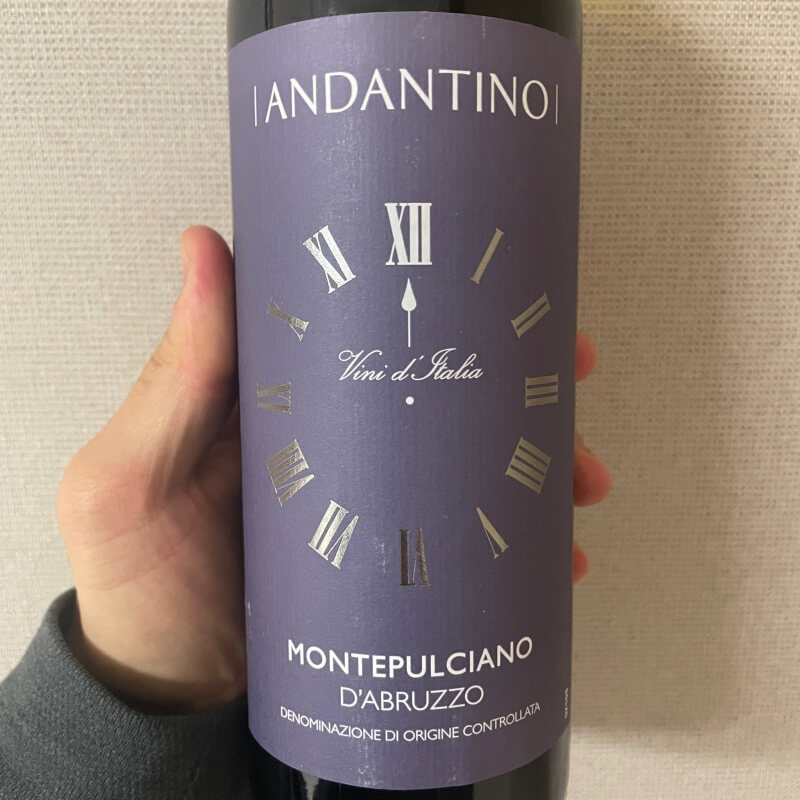 |ANDANTINO|
XII
I
II
III
IIII
V
VI
VII
VIII
IX
X
XI
Vini d'Italia
MONTEPULCIANO
D'ABRUZZO
DENOMINAZIONE DI ORIGINE CONTROLLATA